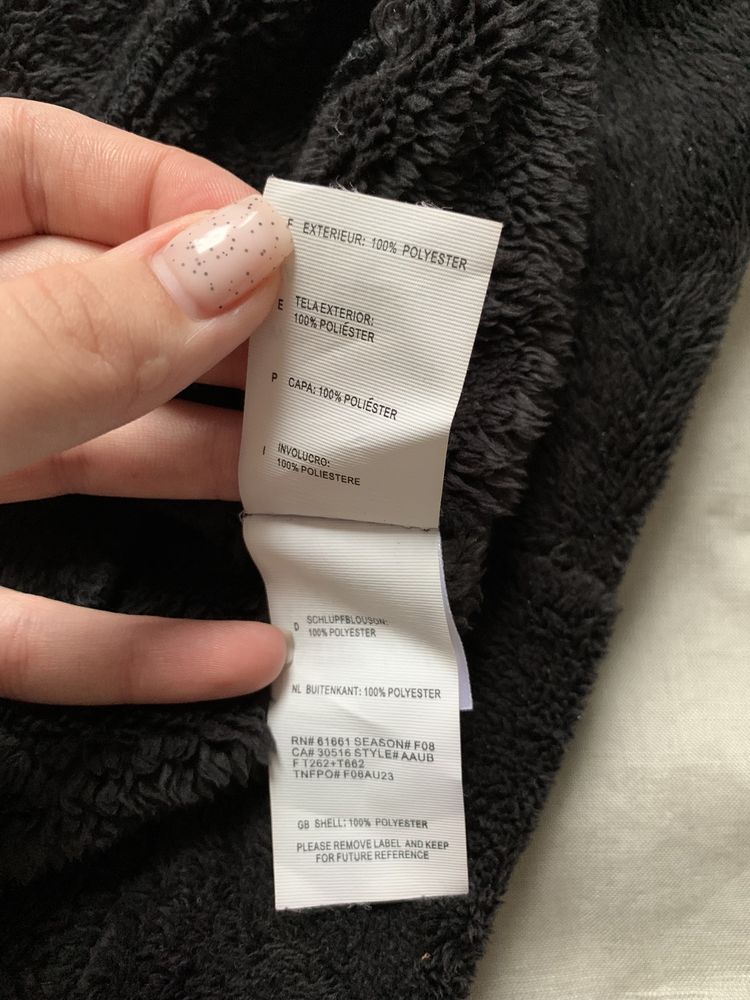 F EXTERIEUR: 100% POLYESTER
E TELA EXTERIOR:
100% POLIÉSTER
P CAPA: 100% POLIÉSTER
I INVOLUCRO:
100% POLIESTERE
D SCHLUPFBLOUSON:
100% POLYESTER
NL BUITENKANT: 100% POLYESTER
RN# 61661 SEASON# F08
CA# 30516 STYLE# AAUB
F T262+T662
TNFPO# F08AU23
GB SHELL: 100% POLYESTER
PLEASE REMOVE LABEL AND KEEP
FOR FUTURE REFERENCE